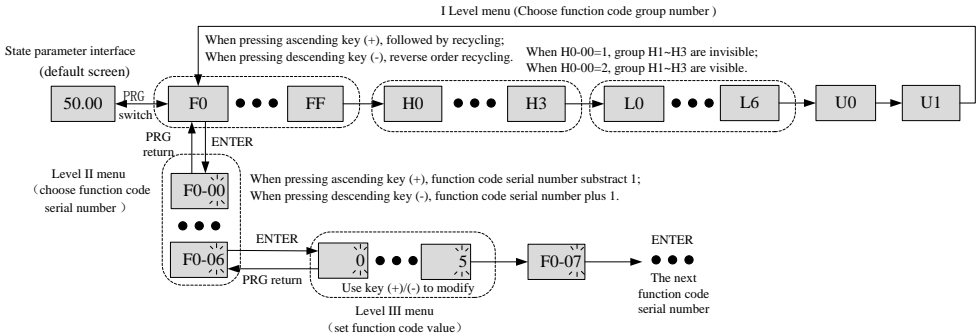 I Level menu (Choose function code group number )
State parameter interface
(default screen)
When pressing ascending key (+), followed by recycling;
When pressing descending key (-), reverse order recycling.
When H0-00=1, group H1~H3 are invisible;
When H0-00=2, group H1~H3 are visible.
50.00
PRG
switch
F0
FF
H0
H3
L0
L6
U0
U1
PRG
return
ENTER
Level II menu
(choose function code
serial number )
F0-00
When pressing ascending key (+), function code serial number substract 1;
When pressing descending key (-), function code serial number plus 1.
F0-06
ENTER
PRG return
0
5
Use key (+)/(-) to modify
Level III menu
(set function code value)
F0-07
ENTER
The next
function code
serial number